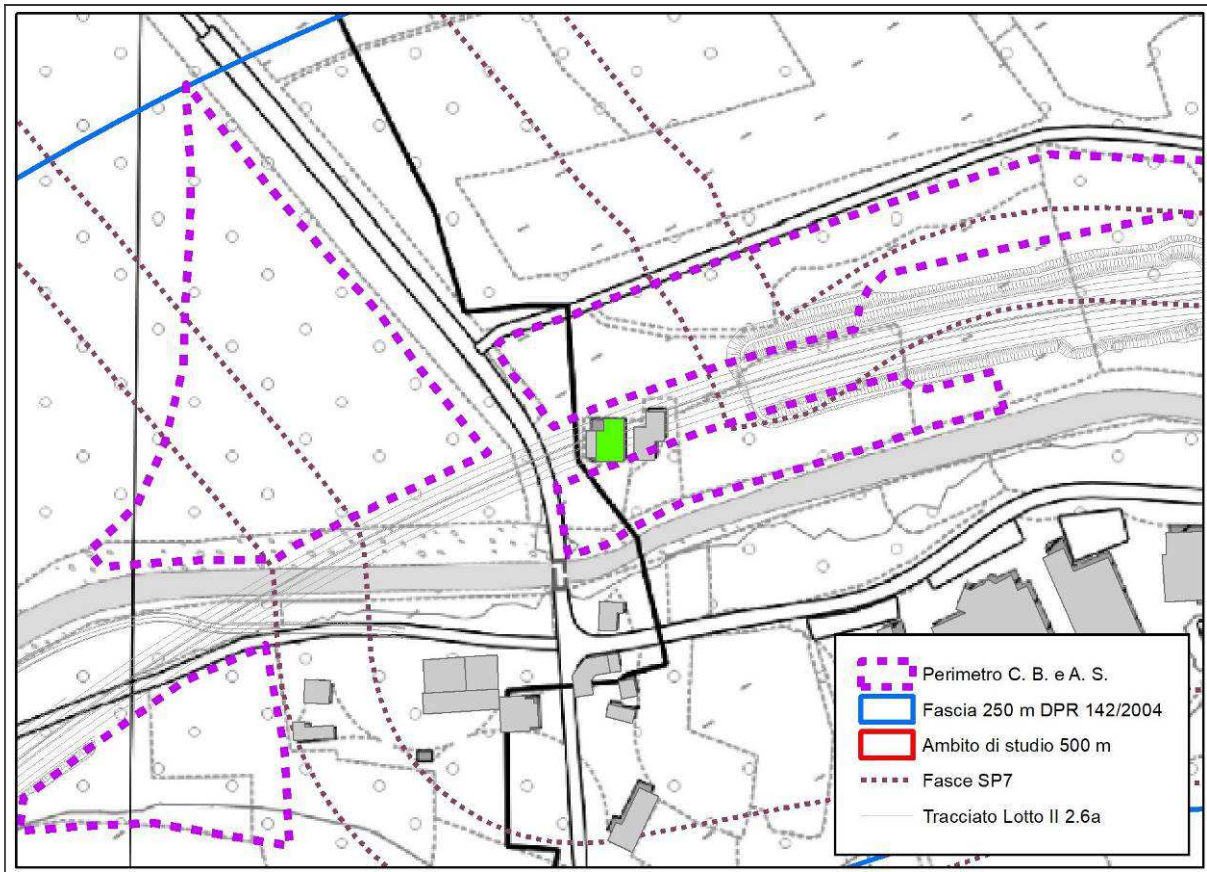 Perimetro C. B. e A. S.
Fascia 250 m DPR 142/2004
Ambito di studio 500 m
Fasce SP7
Tracciato Lotto II 2.6a